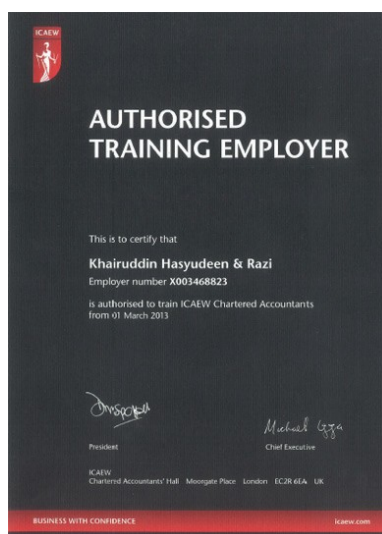 ICAEW
AUTHORISED
TRAINING EMPLOYER
This is to certify that
Khairuddin Hasyudeen & Razi
Employer number X003468823
is authorised to train ICAEW Chartered Accountants
from 01 March 2013
Michael Izza
President Chief Executive
ICAEW
Chartered Accountants' Hall Moorgate Place London EC2R 6EA UK
BUSINESS WITH CONFIDENCE icaew.com